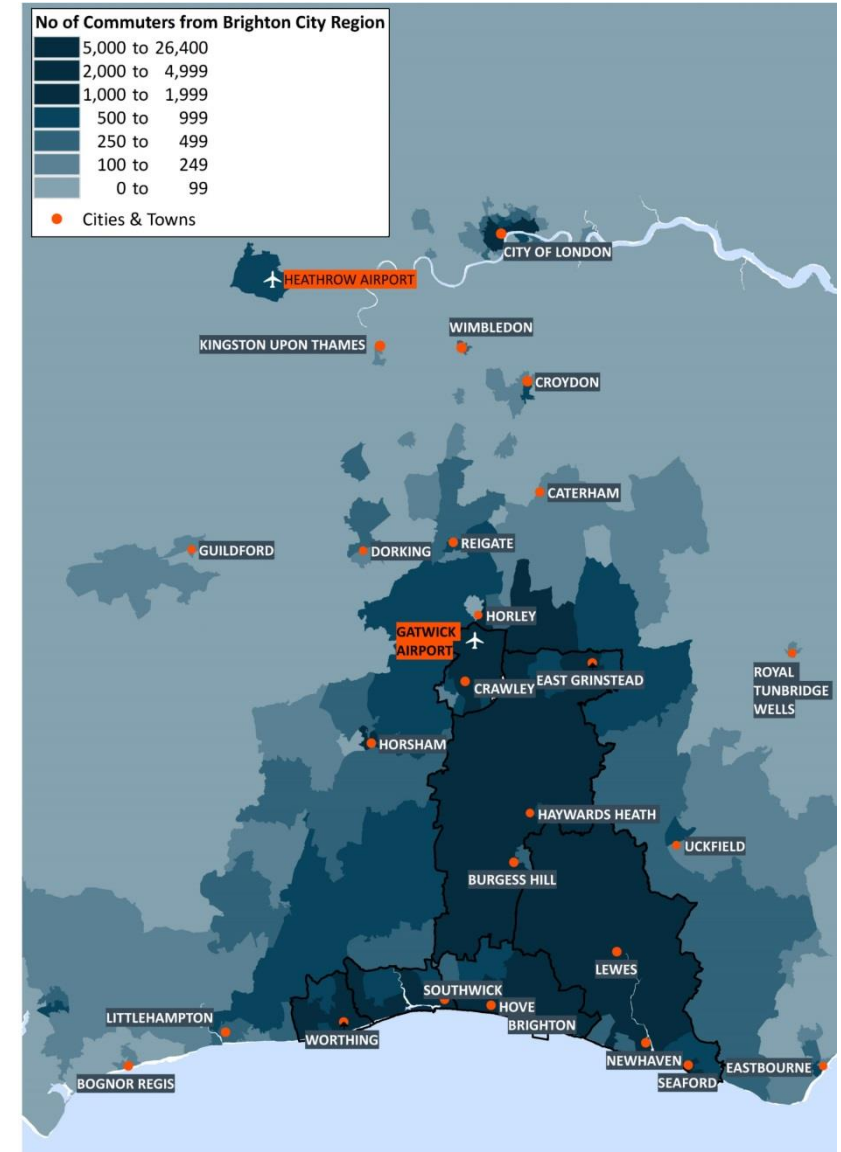 No of Commuters from Brighton City Region
5,000 to 26,400
2,000 to 4,999
1,000 to 1,999
500 to 999
250 to 499
100 to 249
0 to 99
Cities & Towns
CITY OF LONDON
HEATHROW AIRPORT
WIMBLEDON
KINGSTON UPON THAMES
CROYDON
CATERHAM
GUILDFORD
DORKING
REIGATE
HORLEY
GATWICK
AIRPORT
EAST GRINSTEAD
CRAWLEY
ROYAL
TUNBRIDGE
WELLS
HORSHAM
HAYWARDS HEATH
UCKFIELD
BURGESS HILL
LEWES
SOUTHWICK
HOVE
LITTLEHAMPTON
BRIGHTON
WORTHING
NEWHAVEN
EASTBOURNE
BOGNOR REGIS
SEAFORD